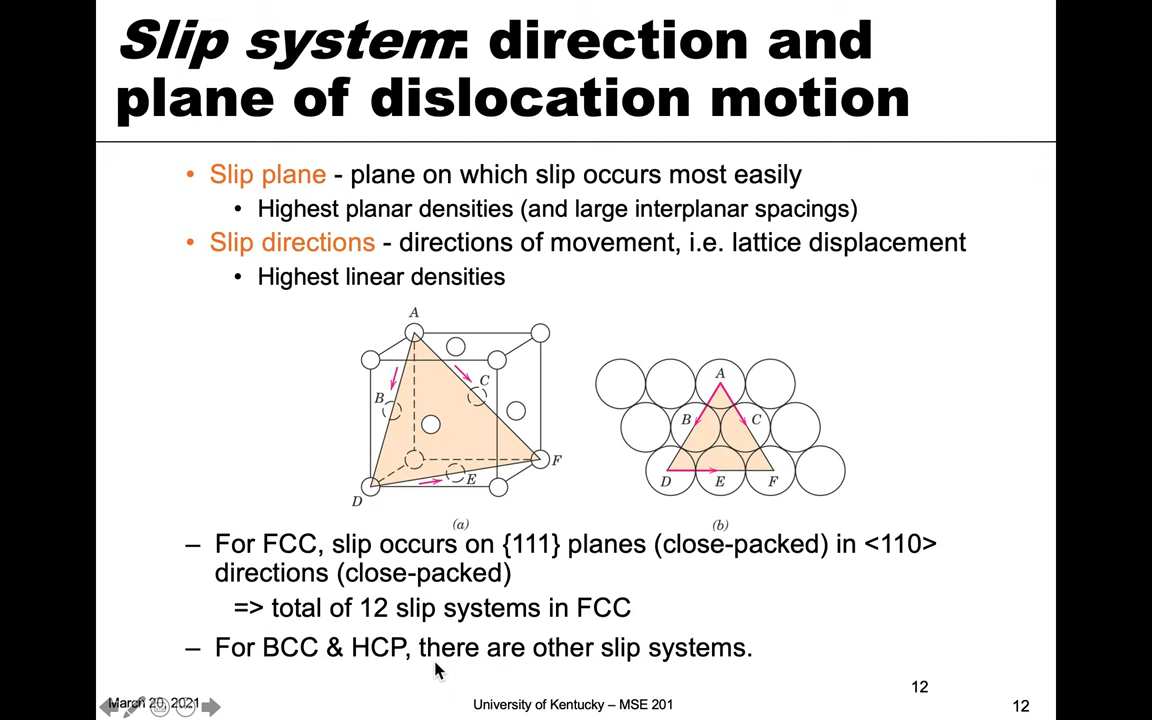 Slip system: direction and
plane of dislocation motion
• Slip plane - plane on which slip occurs most easily
• Highest planar densities (and large interplanar spacings)
• Slip directions - directions of movement, i.e. lattice displacement
• Highest linear densities
A
B
C
D
E
F
(a)
A
B
C
D
E
F
(b)
– For FCC, slip occurs on {111} planes (close-packed) in <110>
directions (close-packed)
=> total of 12 slip systems in FCC
– For BCC & HCP, there are other slip systems.
12
March 20, 2021
University of Kentucky – MSE 201
12